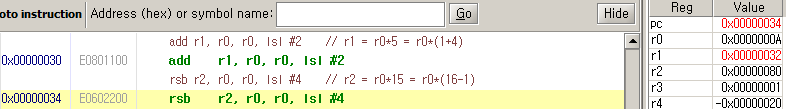 oto instruction Address (hex) or symbol name: Go Hide
Reg Value
add r1, r0, r0, lsl #2 // r1 = r0*5 = r0*(1+4)
0x00000030 E0801100 add r1, r0, r0, lsl #2
rsb r2, r0, r0, lsl #4 // r2 = r0*15 = r0*(16-1)
0x00000034 E0602200 rsb r2, r0, r0, lsl #4
pc 0x00000034
r0 0x0000000A
r1 0x00000032
r2 0x00000080
r3 0x00000001
r4 -0x00000020